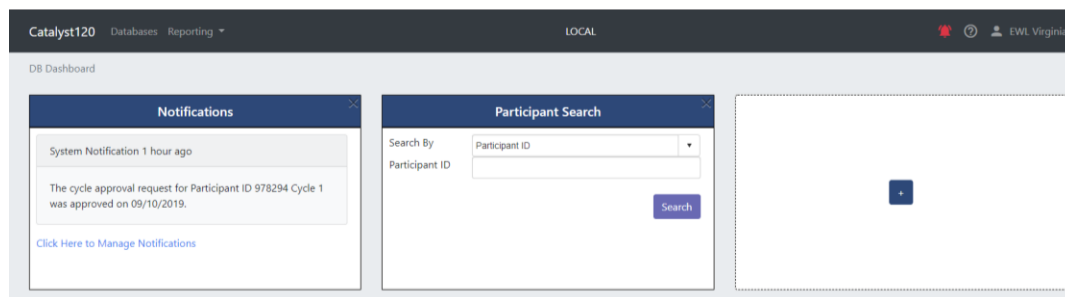 Catalyst120 Databases Reporting LOCAL EWL Virginia
DB Dashboard
Notifications
System Notification 1 hour ago
The cycle approval request for Participant ID 978294 Cycle 1
was approved on 09/10/2019.
Click Here to Manage Notifications
Participant Search
Search By Participant ID
Participant ID
Search
+